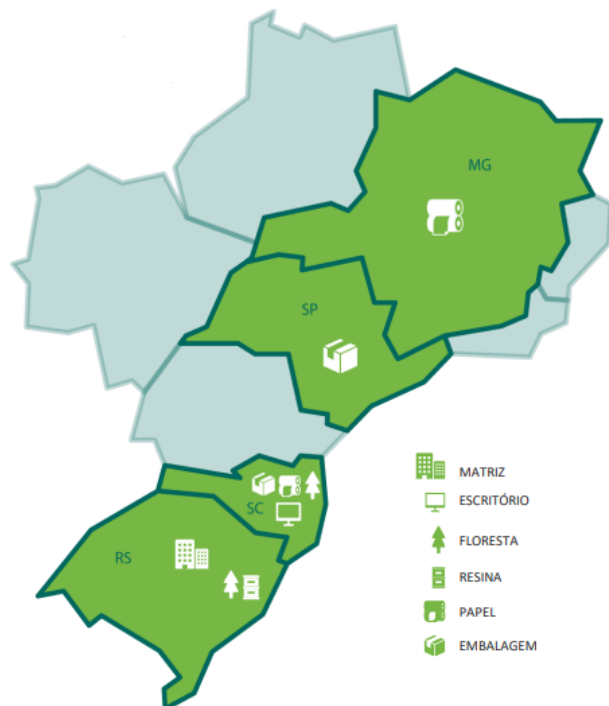 MG
SP
SC
RS
MATRIZ
ESCRITÓRIO
FLORESTA
RESINA
PAPEL
EMBALAGEM